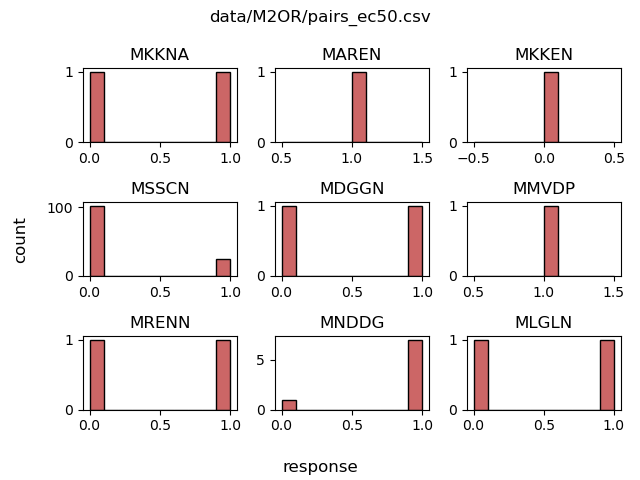 data/M2OR/pairs_ec50.csv
MKKNA
MAREN
MKKEN
1
0
0.0 0.5 1.0
1
0
0.5 1.0 1.5
1
0
−0.5 0.0 0.5
MSSCN
MDGGN
MMVDP
100
0
0.0 0.5 1.0
1
0
0.0 0.5 1.0
1
0
0.5 1.0 1.5
MRENN
MNDDG
MLGLN
1
0
0.0 0.5 1.0
5
0
0.0 0.5 1.0
1
0
0.0 0.5 1.0
count
response